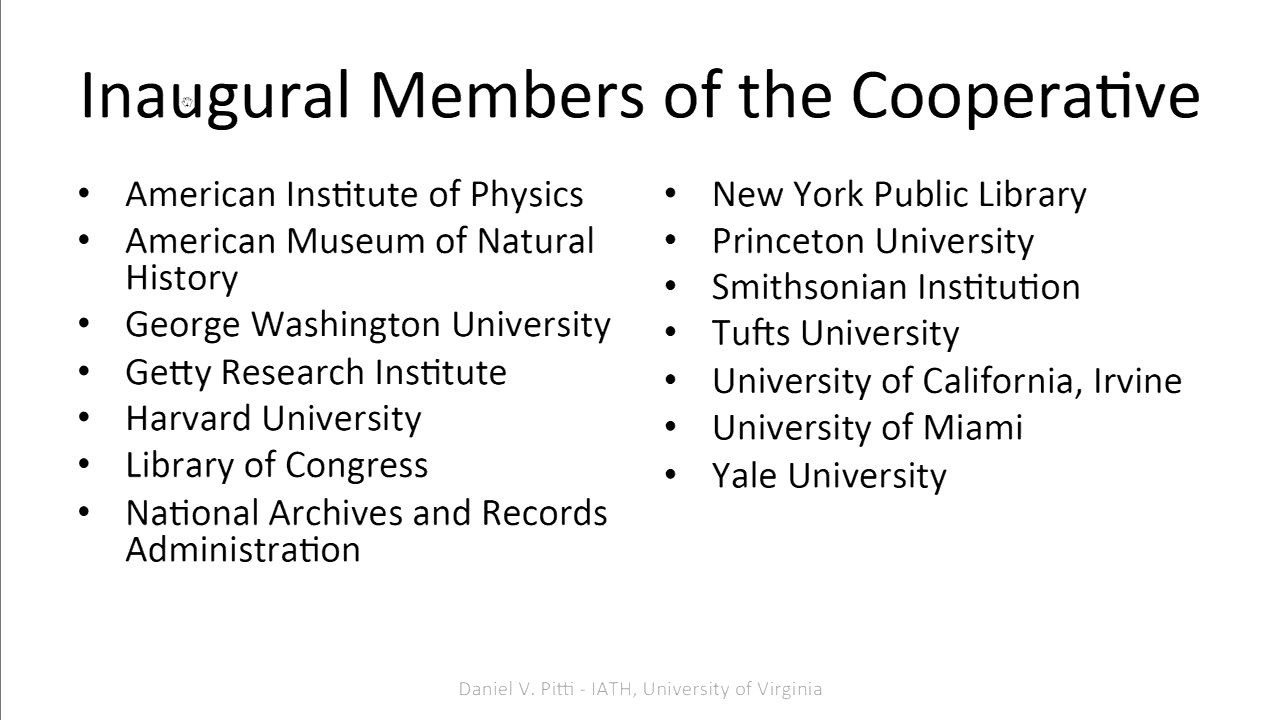 Inaugural Members of the Cooperative
• American Institute of Physics
• American Museum of Natural
History
• George Washington University
• Getty Research Institute
• Harvard University
• Library of Congress
• National Archives and Records
Administration
• New York Public Library
• Princeton University
• Smithsonian Institution
• Tufts University
• University of California, Irvine
• University of Miami
• Yale University
Daniel V. Pitti - IATH, University of Virginia